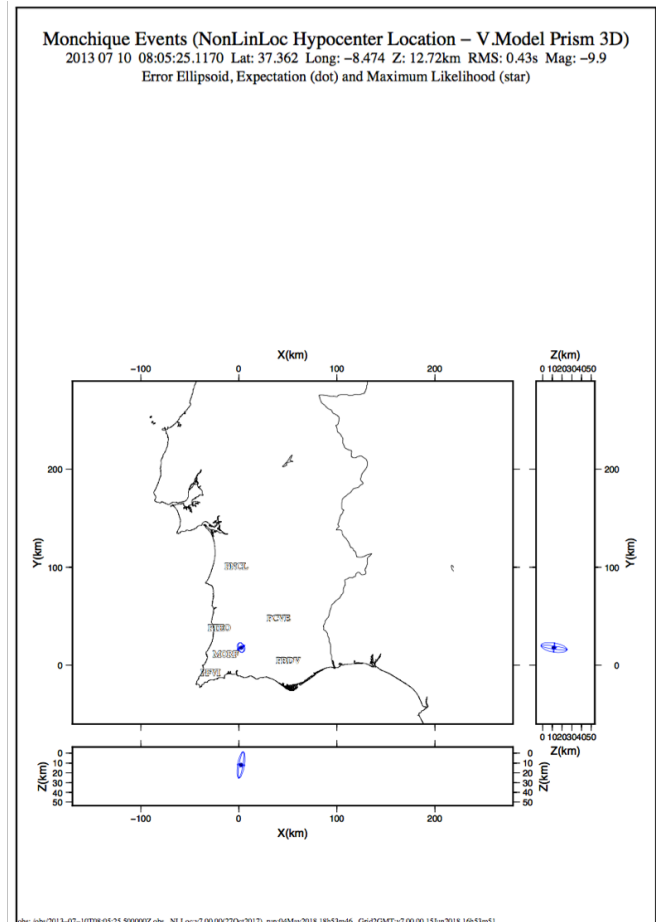 Monchique Events (NonLinLoc Hypocenter Location – V.Model Prism 3D)
2013 07 10 08:05:25.1170 Lat: 37.362 Long: −8.474 Z: 12.72km RMS: 0.43s Mag: −9.9
Error Ellipsoid, Expectation (dot) and Maximum Likelihood (star)
X(km) Z(km)
−100 0 100 200 0 10 20 30 40 50
200 200
Y(km) Y(km)
100 100
PNCL
PCVE
MORF
PBDV
0 0
0 10 20 30 40 50
Z(km)
0 0
10 10
Z(km) 20 20 Z(km)
30 30
40 40
50 50
−100 0 100 200
X(km)